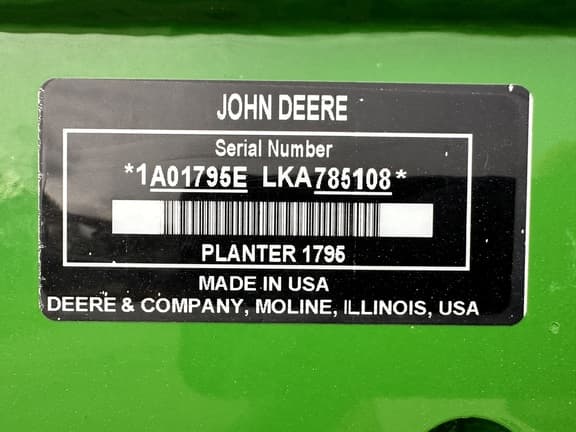 JOHN DEERE
Serial Number
*1A01795E LKA785108*
PLANTER 1795
MADE IN USA
DEERE & COMPANY, MOLINE, ILLINOIS, USA